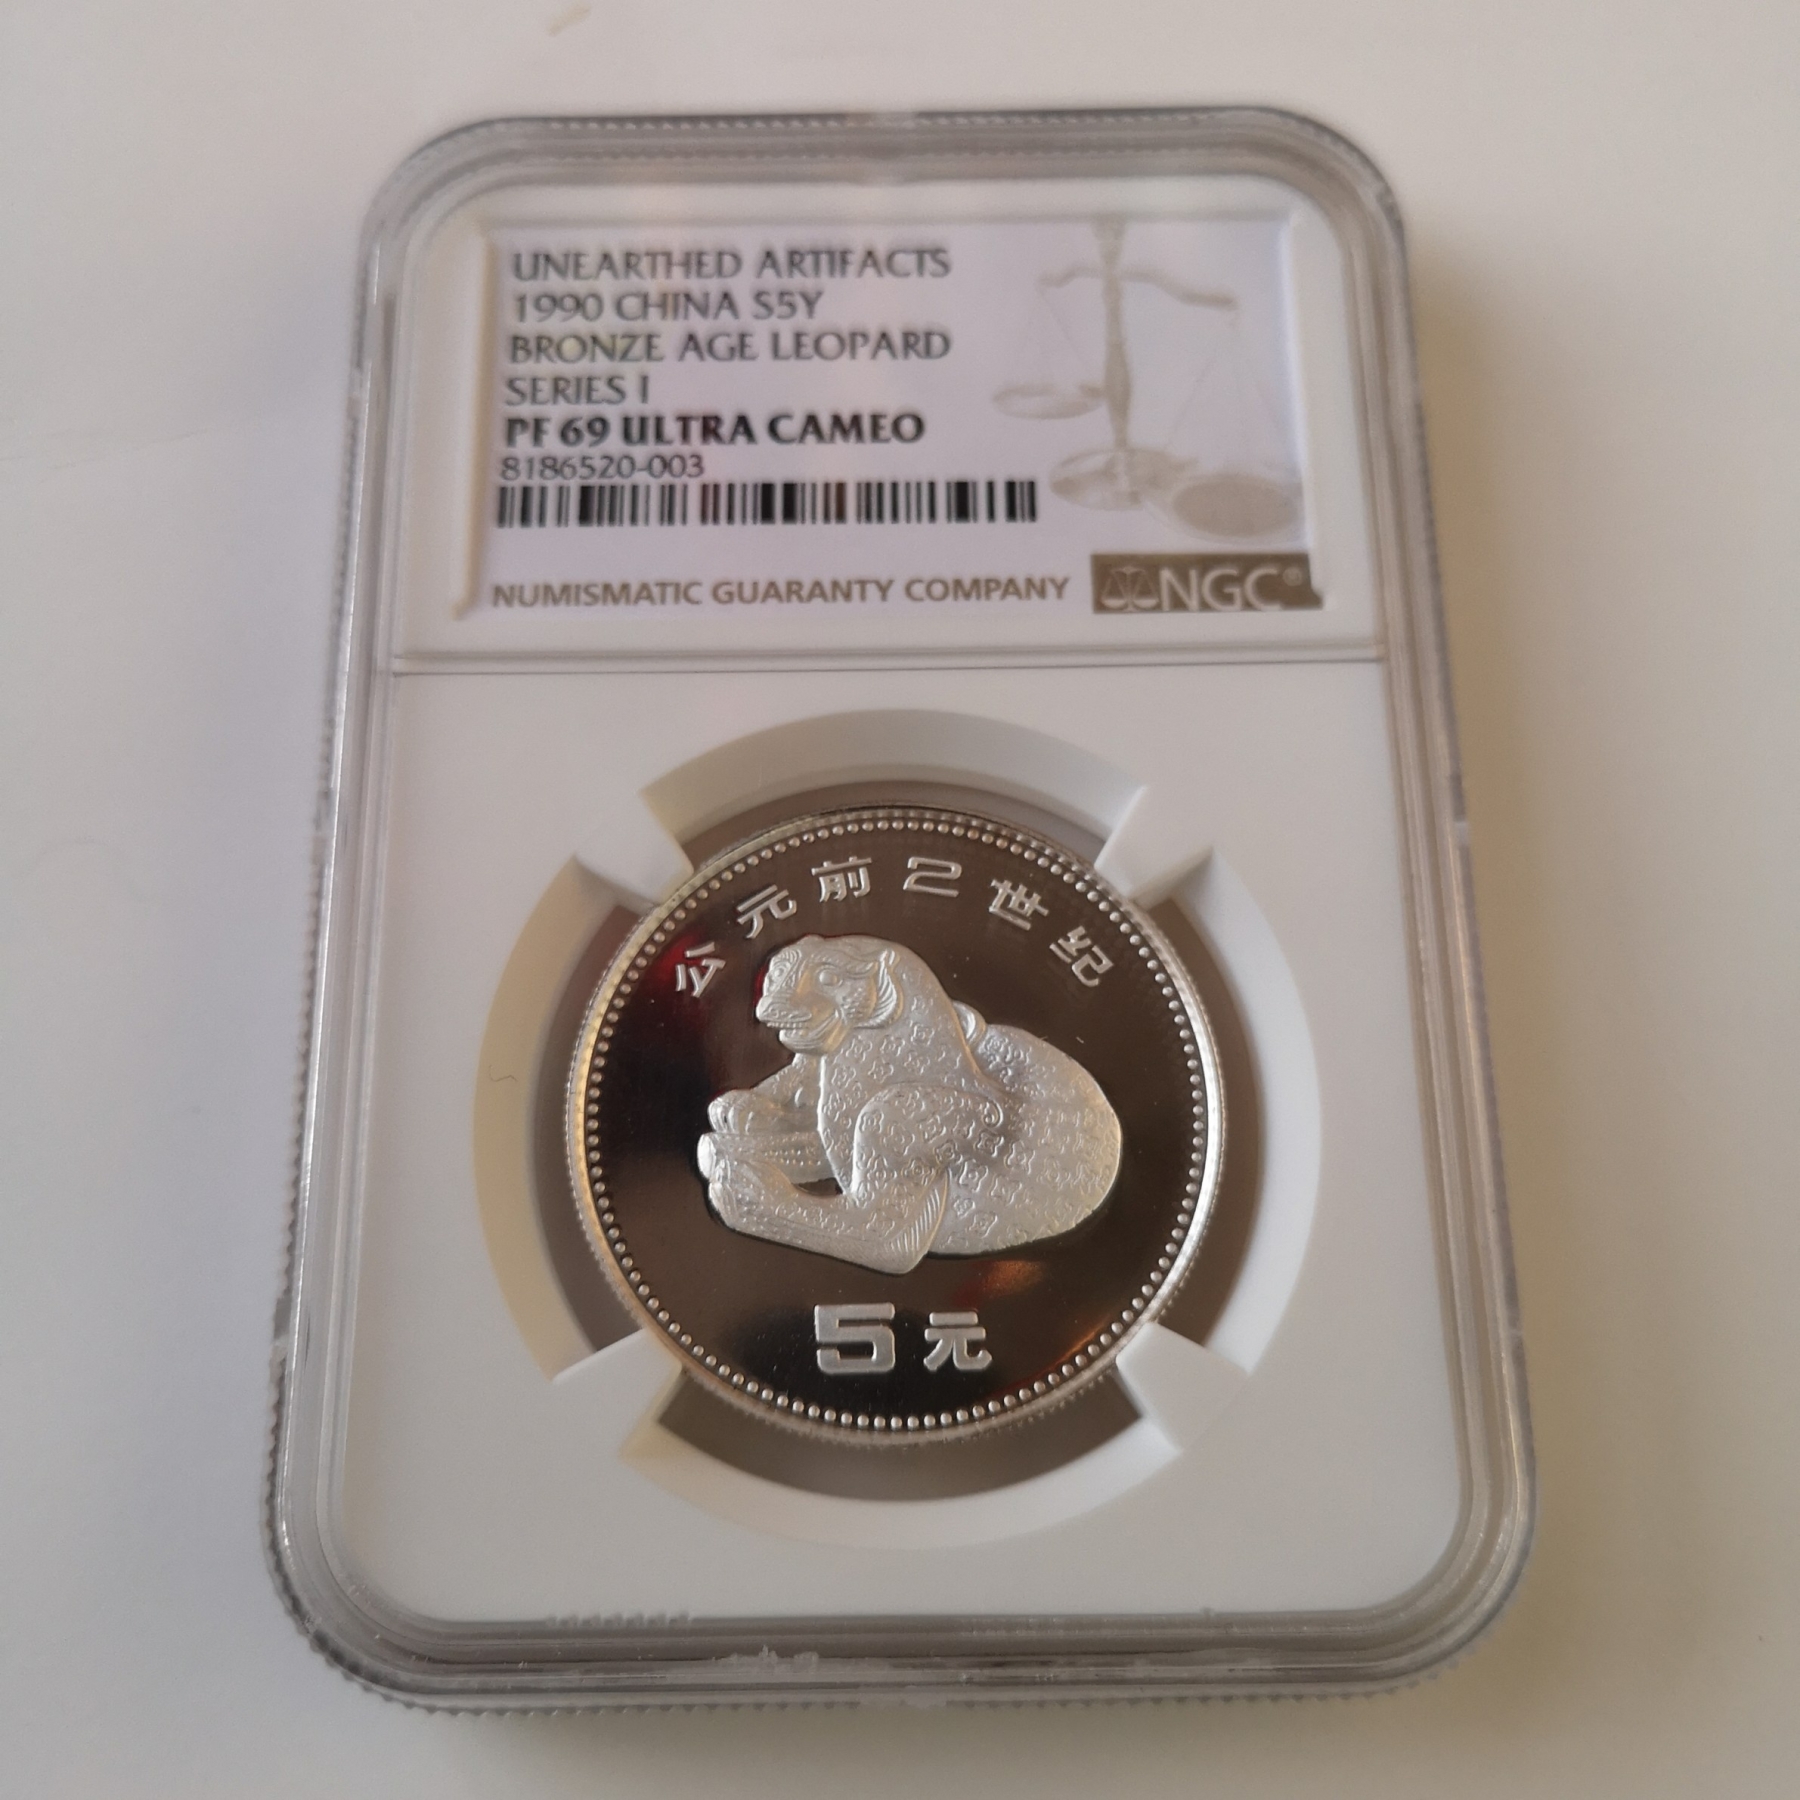 UNEARTHED ARTIFACTS
1990 CHINA S5Y
BRONZE AGE LEOPARD
SERIES I
PF 69 ULTRA CAMEO
8186520-003
NUMISMATIC GUARANTY COMPANY NGC®
公元前2世纪
5元